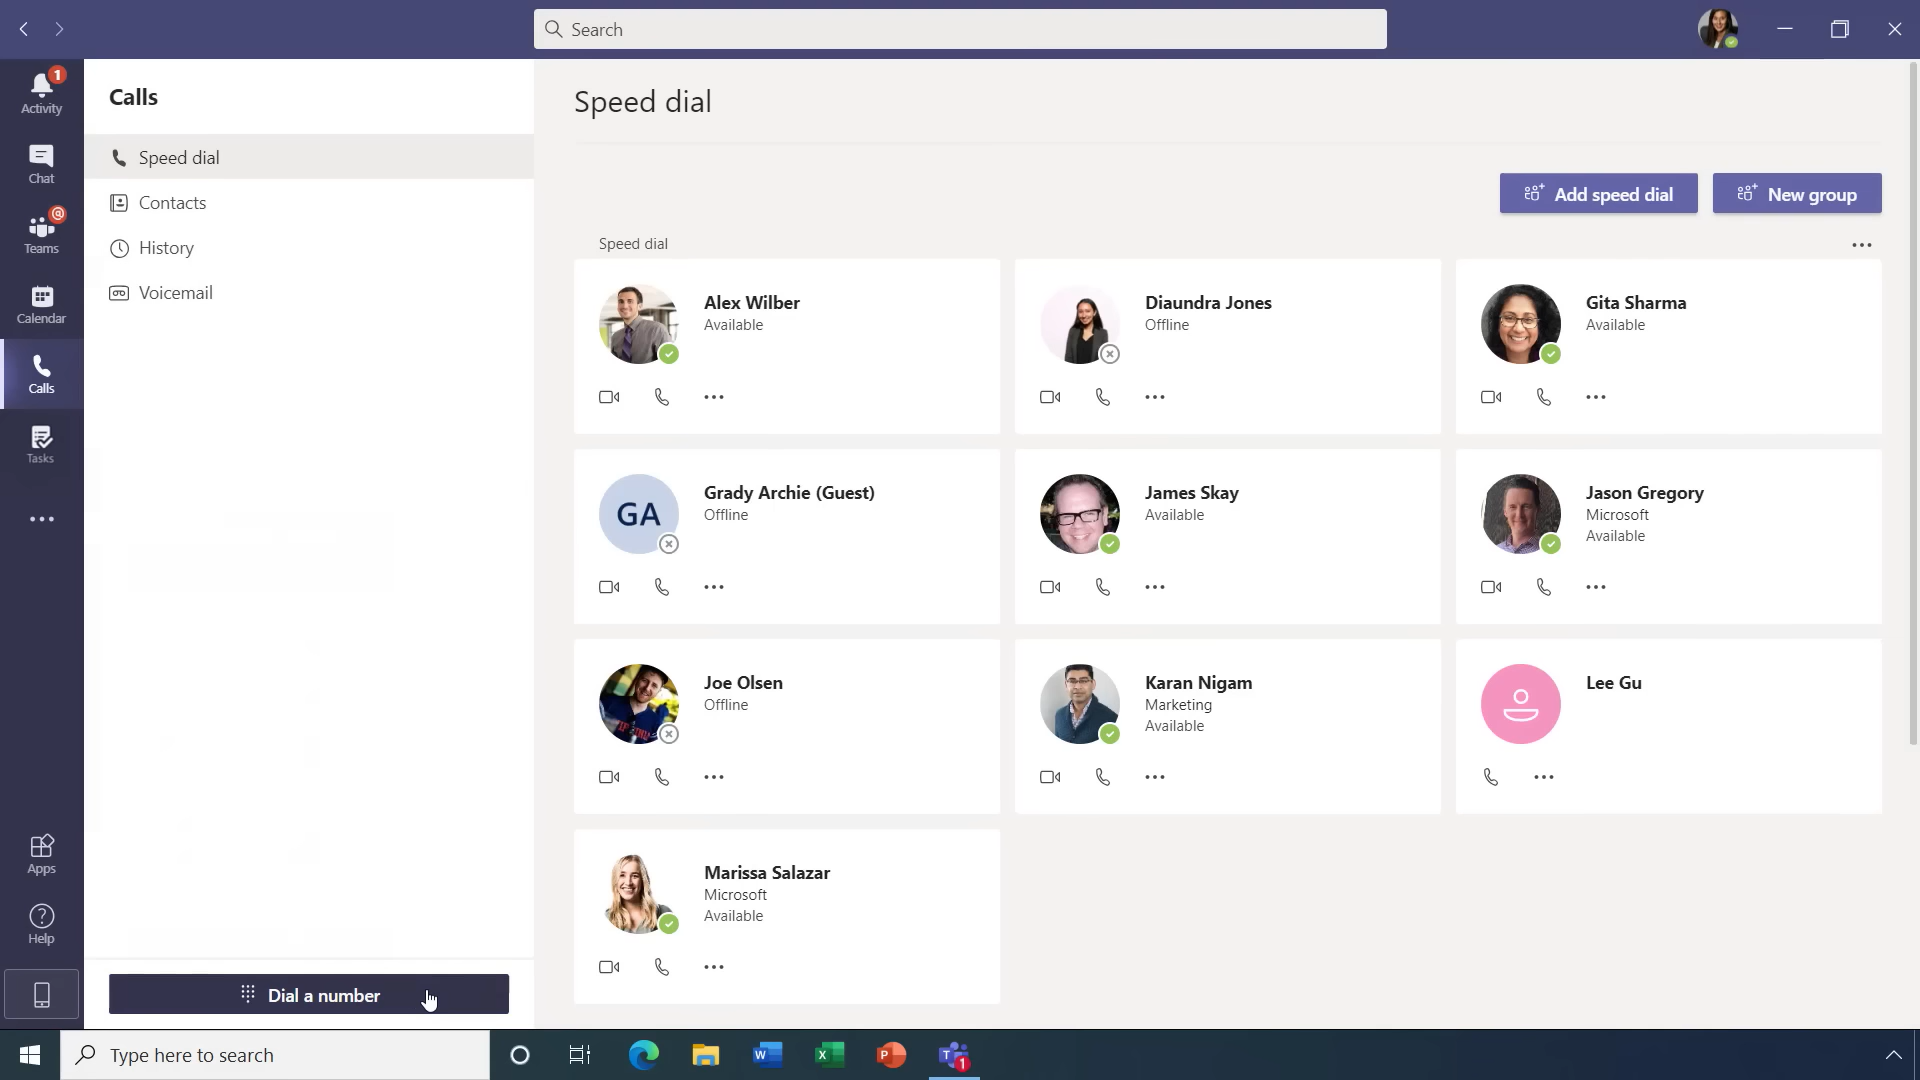 Search
1
Activity
Chat
@
Teams
Calendar
Calls
Tasks
Apps
Help
Calls
Speed dial
Contacts
History
Voicemail
Dial a number
Speed dial
Add speed dial
New group
Speed dial
Alex Wilber
Available
Diaundra Jones
Offline
Gita Sharma
Available
GA
Grady Archie (Guest)
Offline
James Skay
Available
Jason Gregory
Microsoft
Available
Joe Olsen
Offline
Karan Nigam
Marketing
Available
Lee Gu
Marissa Salazar
Microsoft
Available
Type here to search
W
X
P
T
1